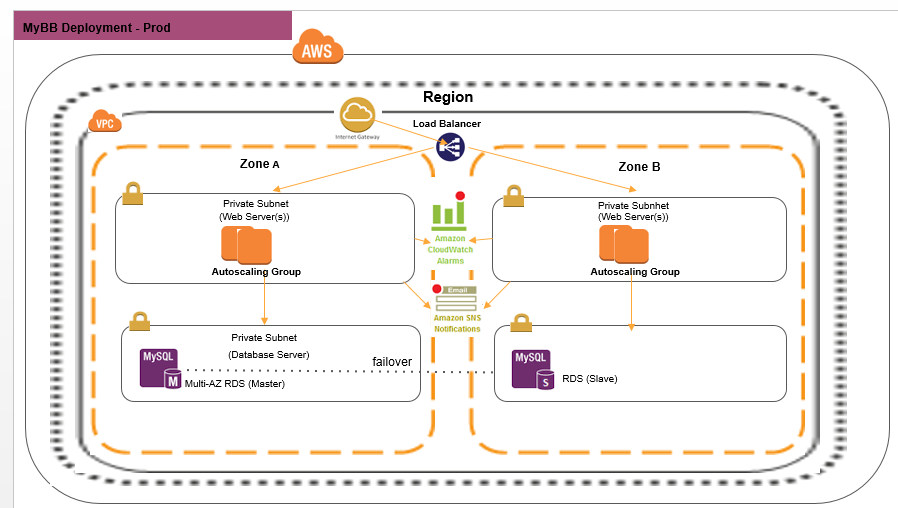 MyBB Deployment - Prod
AWS
Region
VPC
Internet Gateway
Load Balancer
Zone A
Zone B
Private Subnet
(Web Server(s))
Autoscaling Group
Amazon
CloudWatch
Alarms
Private Subnhet
(Web Server(s))
Autoscaling Group
Email
Amazon SNS
Notifications
Private Subnet
(Database Server)
MySQL
M
Multi-AZ RDS (Master)
failover
MySQL
S
RDS (Slave)